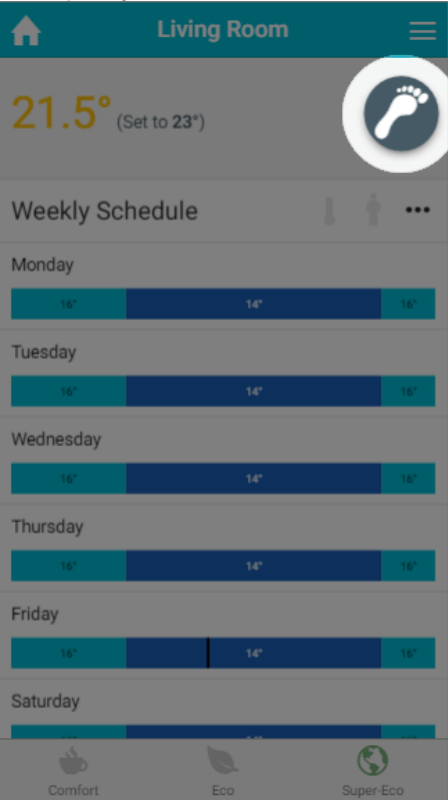 Living Room
21.5° (Set to 23°)
Weekly Schedule
Monday
16° 14° 16°
Tuesday
16° 14° 16°
Wednesday
16° 14° 16°
Thursday
16° 14° 16°
Friday
16° 14° 16°
Saturday
Comfort Eco Super-Eco